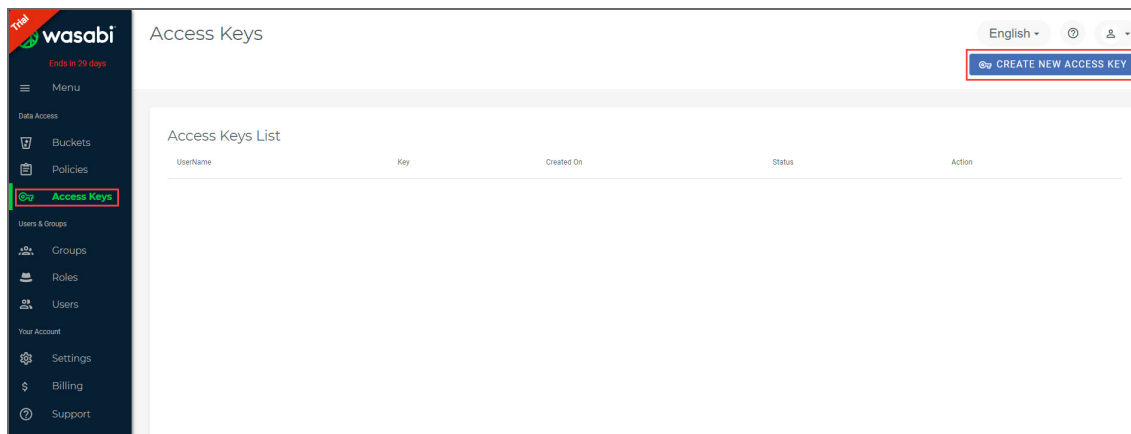 Trial
wasabi
Ends in 29 days
Menu
Data Access
Buckets
Policies
Access Keys
Users & Groups
Groups
Roles
Users
Your Account
Settings
$ Billing
Support
Access Keys
English
CREATE NEW ACCESS KEY
Access Keys List
UserName Key Created On Status Action